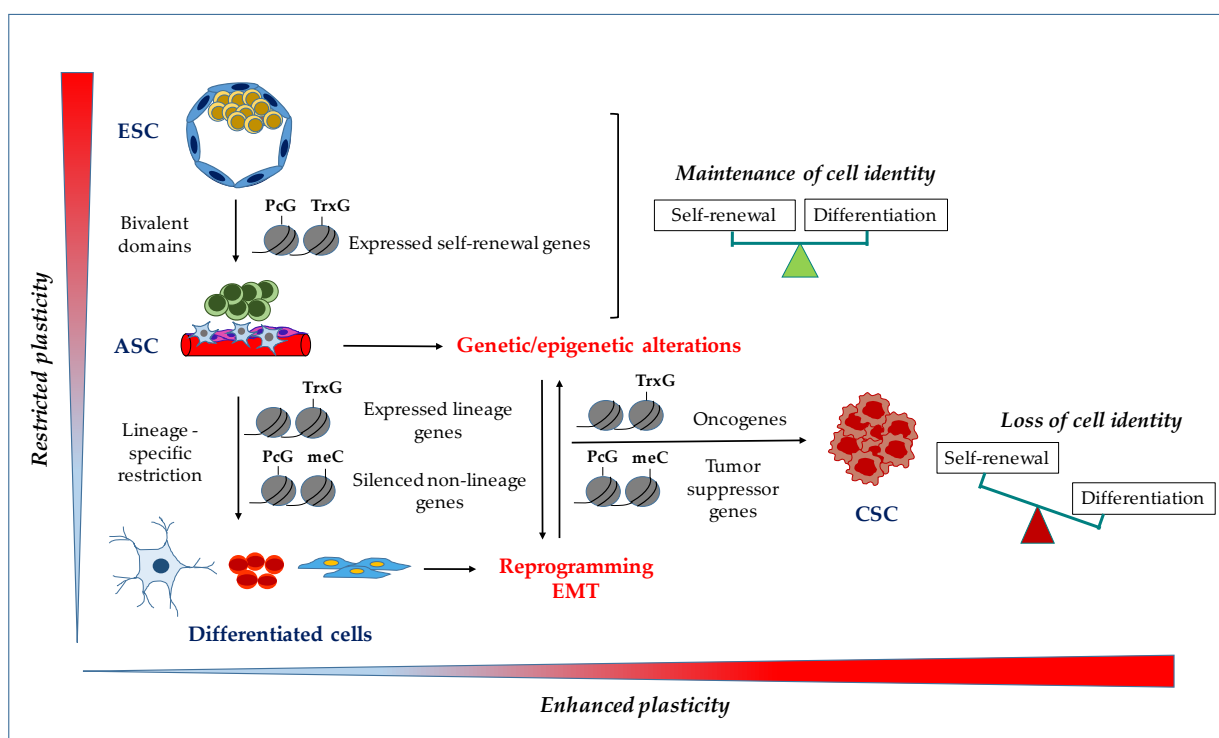 ESC
Maintenance of cell identity
PcG TrxG
Self-renewal
Differentiation
Bivalent
domains
Expressed self-renewal genes
Restricted plasticity
ASC
Genetic/epigenetic alterations
TrxG
Expressed lineage
genes
Lineage -
specific
restriction
PcG meC
Silenced non-lineage
genes
TrxG
Oncogenes
PcG meC
Tumor
suppressor
genes
CSC
Loss of cell identity
Self-renewal
Differentiation
Reprogramming
EMT
Differentiated cells
Enhanced plasticity